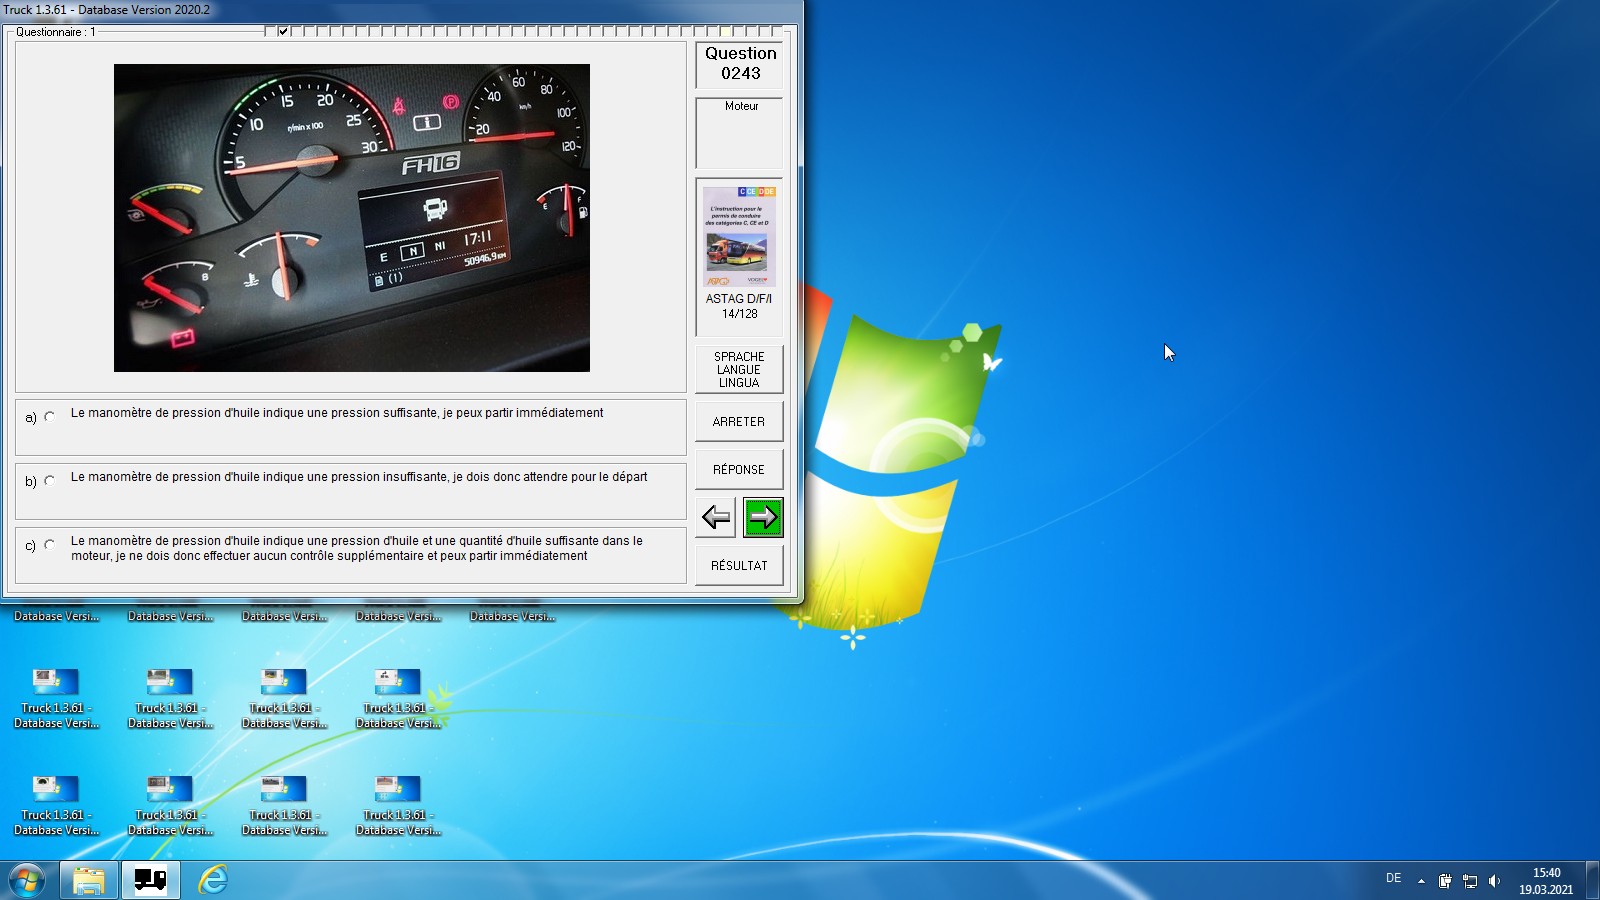 Truck 1.3.61 - Database Version 2020.2
Questionnaire : 1
Question
0243
Moteur
5
10
15
20
25
30
r/min x 100
20
40
60
80
100
120
km/h
FH16
E
N
NI
17:11
50946,9 KM
(1)
E
F
8
C CE D DE
L'instruction pour le
permis de conduire
des catégories C, CE et D
ASTAG D/F/I
14/128
SPRACHE
LANGUE
LINGUA
ARRETER
RÉPONSE
RÉSULTAT
a) Le manomètre de pression d'huile indique une pression suffisante, je peux partir immédiatement
b) Le manomètre de pression d'huile indique une pression insuffisante, je dois donc attendre pour le départ
c) Le manomètre de pression d'huile indique une pression d'huile et une quantité d'huile suffisante dans le
moteur, je ne dois donc effectuer aucun contrôle supplémentaire et peux partir immédiatement
Database Versi...
Database Versi...
Database Versi...
Database Versi...
Database Versi...
Truck 1.3.61 -
Database Versi...
Truck 1.3.61 -
Database Versi...
Truck 1.3.61 -
Database Versi...
Truck 1.3.61 -
Database Versi...
Truck 1.3.61 -
Database Versi...
Truck 1.3.61 -
Database Versi...
Truck 1.3.61 -
Database Versi...
Truck 1.3.61 -
Database Versi...
DE
15:40
19.03.2021